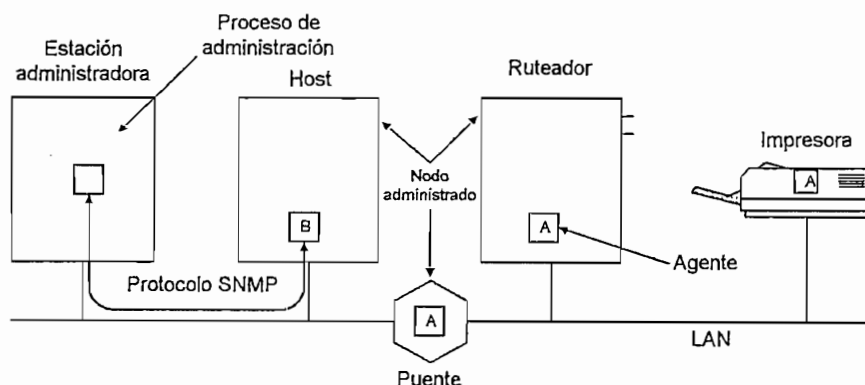 Proceso de
administración
Estación
administradora
Host
Ruteador
Impresora
A
Nodo
administrado
B
A
Agente
Protocolo SNMP
A
LAN
Puente